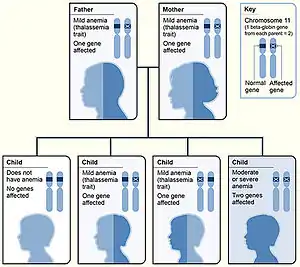 Father
Mild anemia
(thalassemia
trait)
One gene
affected
Mother
Mild anemia
(thalassemia
trait)
One gene
affected
Key
Chromosome 11
(1 beta-globin gene
from each parent = 2)
Normal
gene
Affected
gene
Child
Does not
have anemia
No genes
affected
Child
Mild anemia
(thalassemia
trait)
One gene
affected
Child
Mild anemia
(thalassemia
trait)
One gene
affected
Child
Moderate
or severe
anemia
Two genes
affected